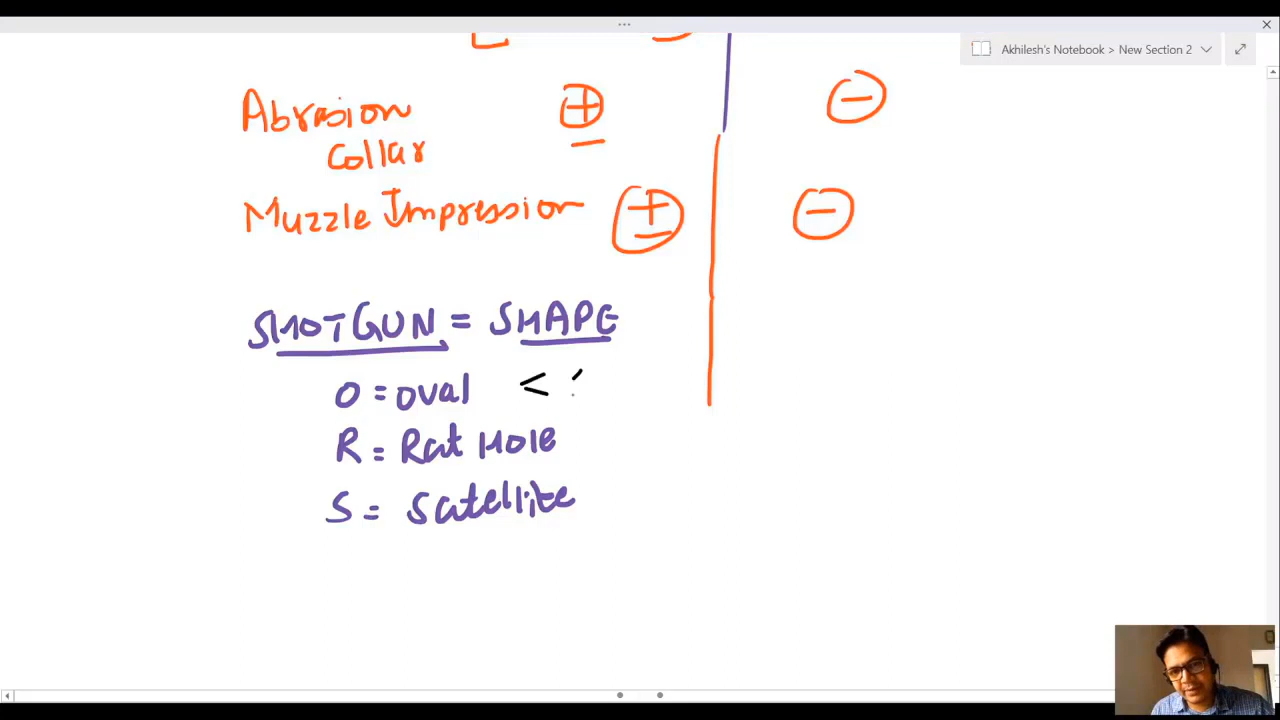 Akhilesh's Notebook > New Section 2
Abrasion + -
Collar
Muzzle Impression + -
SHOTGUN = SHAPE
O = oval <
R = Rat Hole
S = Satellite